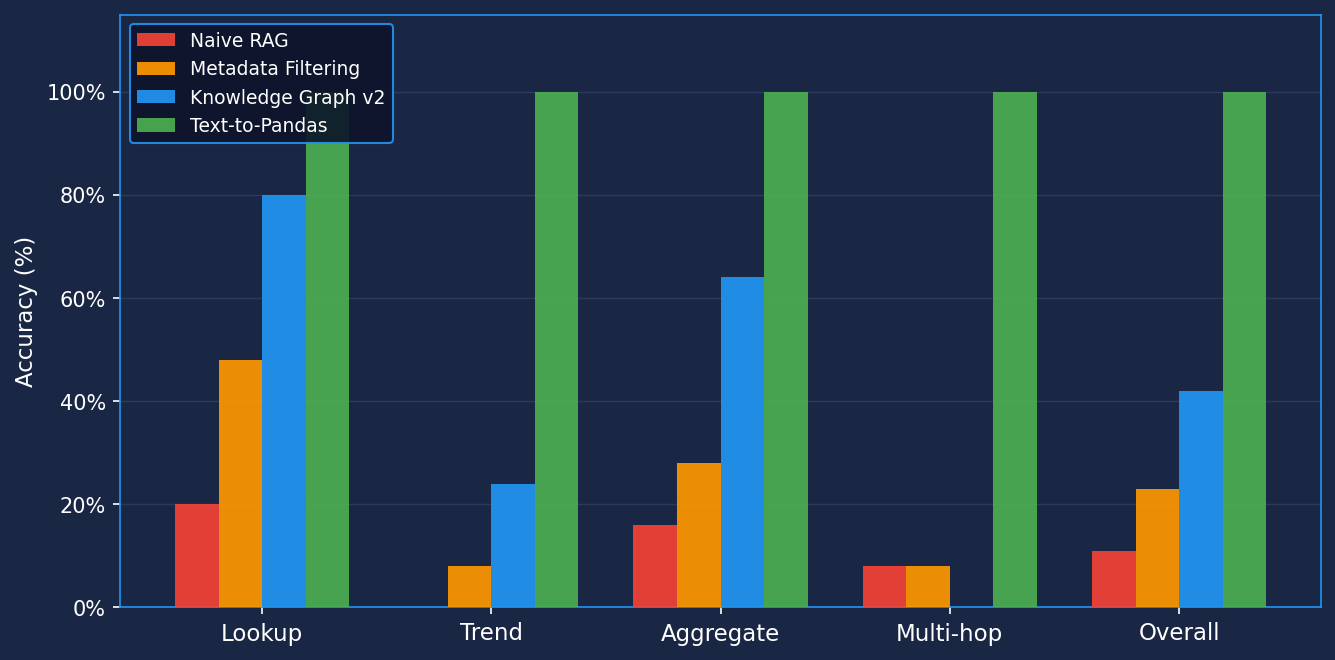 Naive RAG
Metadata Filtering
Knowledge Graph v2
Text-to-Pandas
Accuracy (%)
100%
80%
60%
40%
20%
0%
Lookup
Trend
Aggregate
Multi-hop
Overall